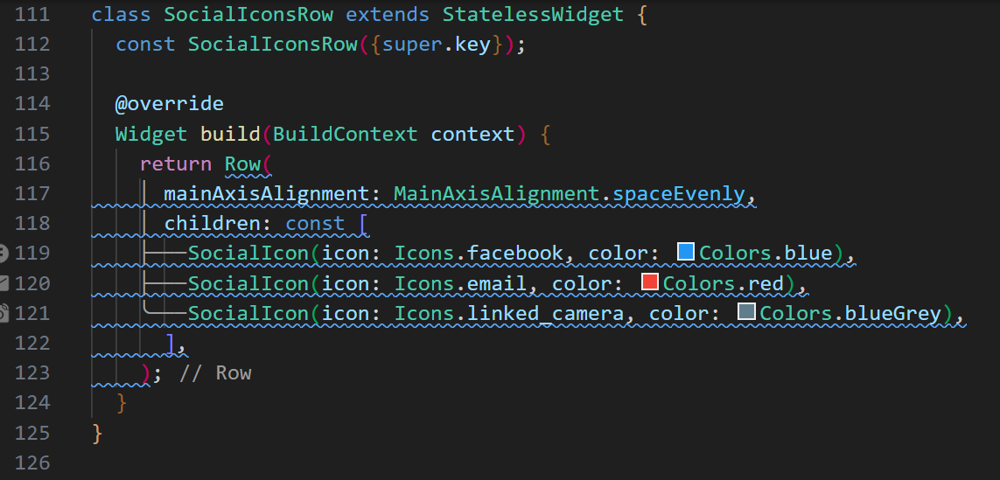 111 class SocialIconsRow extends StatelessWidget {
112   const SocialIconsRow({super.key});
113
114   @override
115   Widget build(BuildContext context) {
116     return Row(
117       mainAxisAlignment: MainAxisAlignment.spaceEvenly,
118       children: const [
119         SocialIcon(icon: Icons.facebook, color: Colors.blue),
120         SocialIcon(icon: Icons.email, color: Colors.red),
121         SocialIcon(icon: Icons.linked_camera, color: Colors.blueGrey),
122       ],
123     ); // Row
124   }
125 }
126